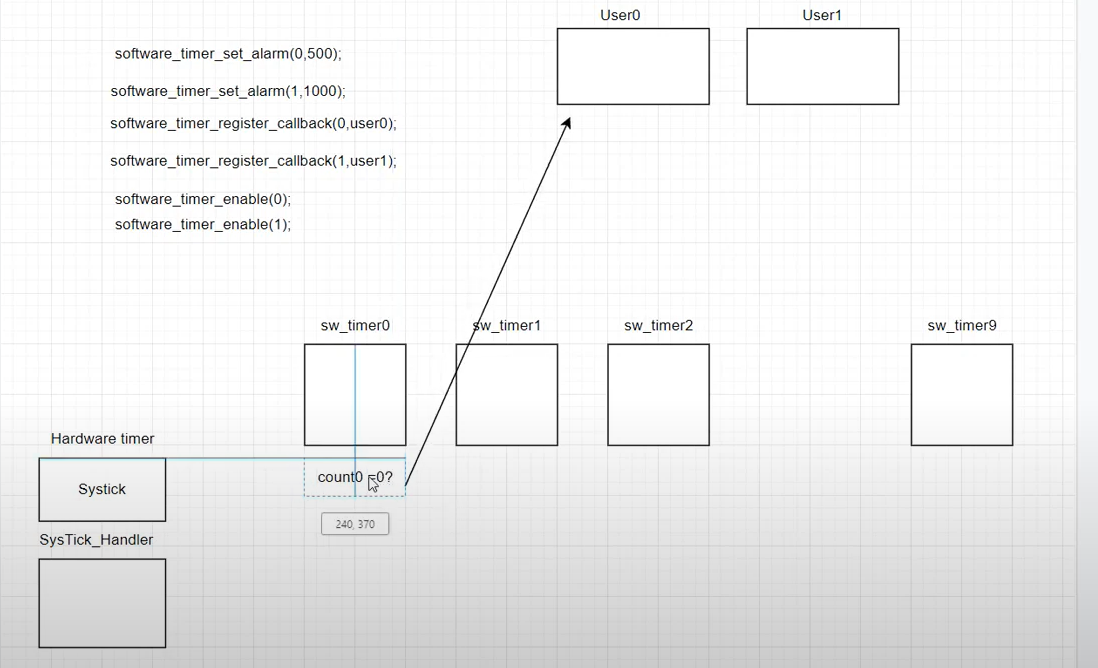 User0
User1
software_timer_set_alarm(0,500);
software_timer_set_alarm(1,1000);
software_timer_register_callback(0,user0);
software_timer_register_callback(1,user1);
software_timer_enable(0);
software_timer_enable(1);
sw_timer0
sw_timer1
sw_timer2
sw_timer9
Hardware timer
Systick
count0 =0?
240, 370
SysTick_Handler